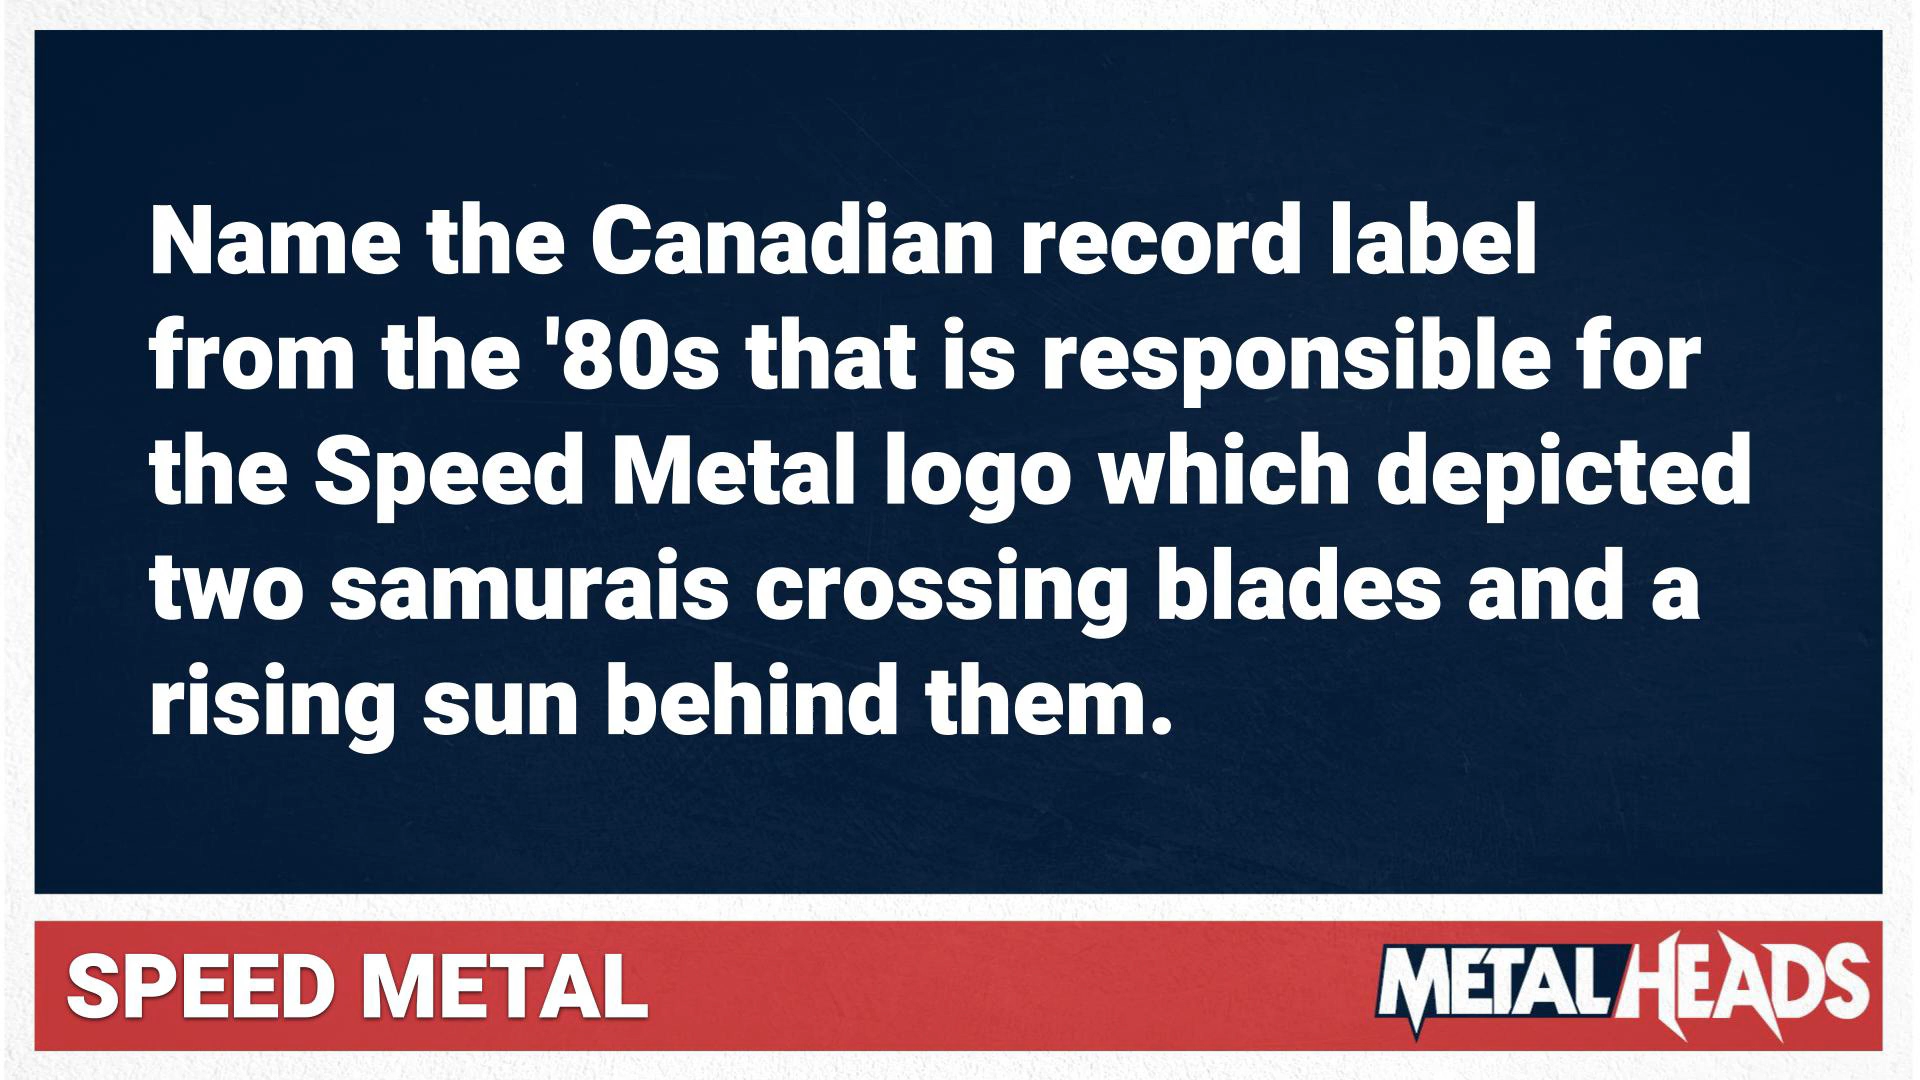 Name the Canadian record label
from the '80s that is responsible for
the Speed Metal logo which depicted
two samurais crossing blades and a
rising sun behind them.
SPEED METAL
METALHEADS